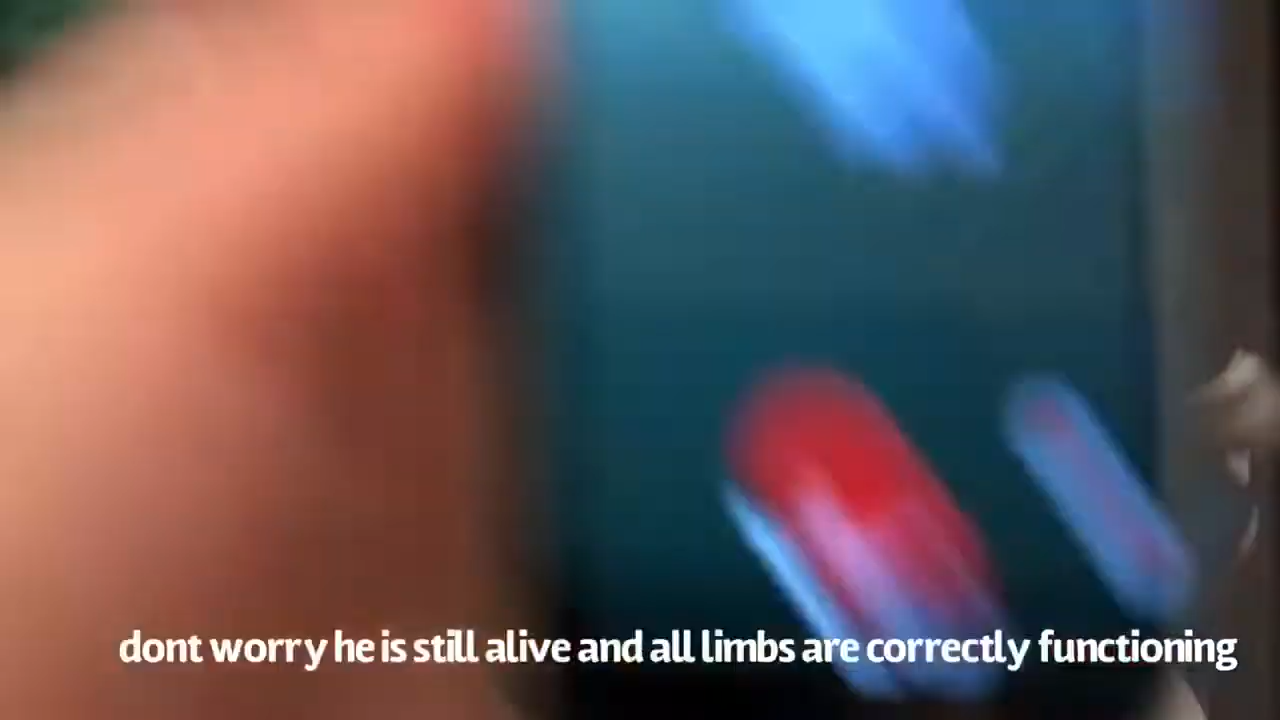 dont worry he is still alive and all limbs are correctly functioning